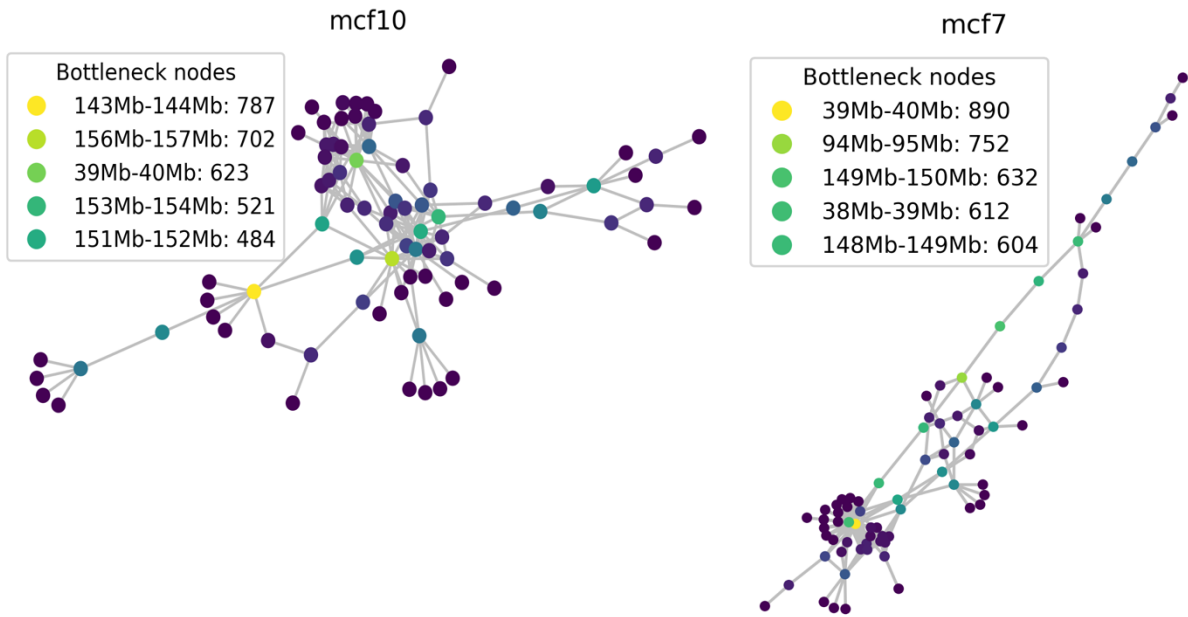 mcf10
Bottleneck nodes
143Mb-144Mb: 787
156Mb-157Mb: 702
39Mb-40Mb: 623
153Mb-154Mb: 521
151Mb-152Mb: 484
mcf7
Bottleneck nodes
39Mb-40Mb: 890
94Mb-95Mb: 752
149Mb-150Mb: 632
38Mb-39Mb: 612
148Mb-149Mb: 604